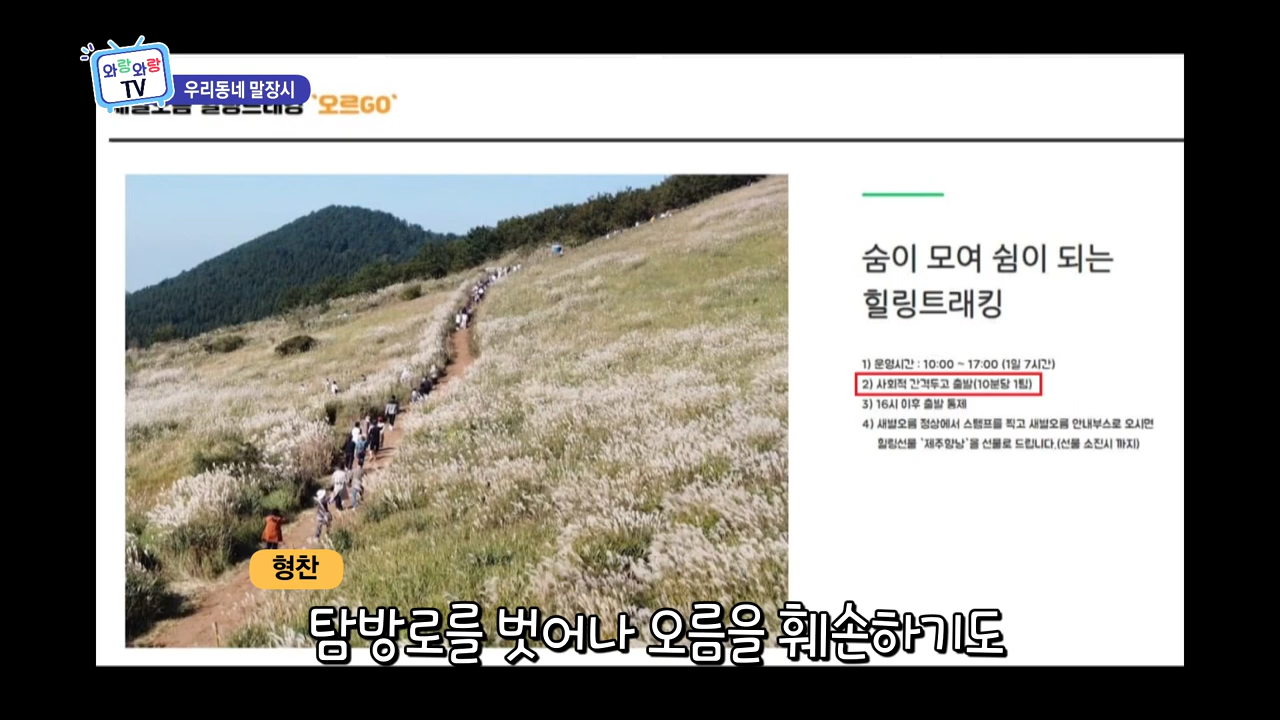 와랑와랑
TV
우리동네 말장시
힐링트래킹 `오르GO`
숨이 모여 쉼이 되는
힐링트래킹
1) 운영시간 : 10:00 ~ 17:00 (1일 7시간)
2) 사회적 간격두고 출발(10분당 1팀)
3) 16시 이후 출발 통제
4) 새별오름 정상에서 스탬프를 찍고 새별오름 안내부스로 오시면
힐링선물 `제주향낭`을 선물로 드립니다.(선물 소진시 까지)
형찬
탐방로를 벗어나 오름을 훼손하기도